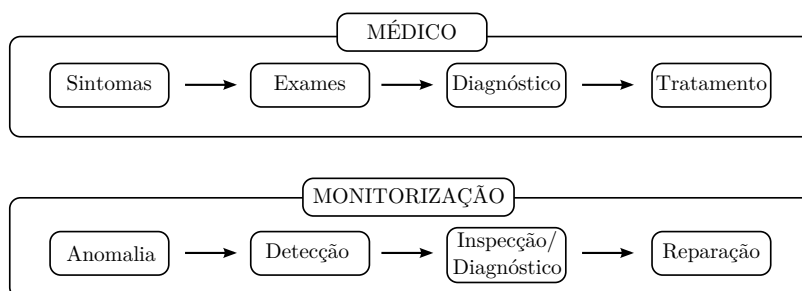 MÉDICO
Sintomas
Exames
Diagnóstico
Tratamento
MONITORIZAÇÃO
Anomalia
Detecção
Inspecção/
Diagnóstico
Reparação